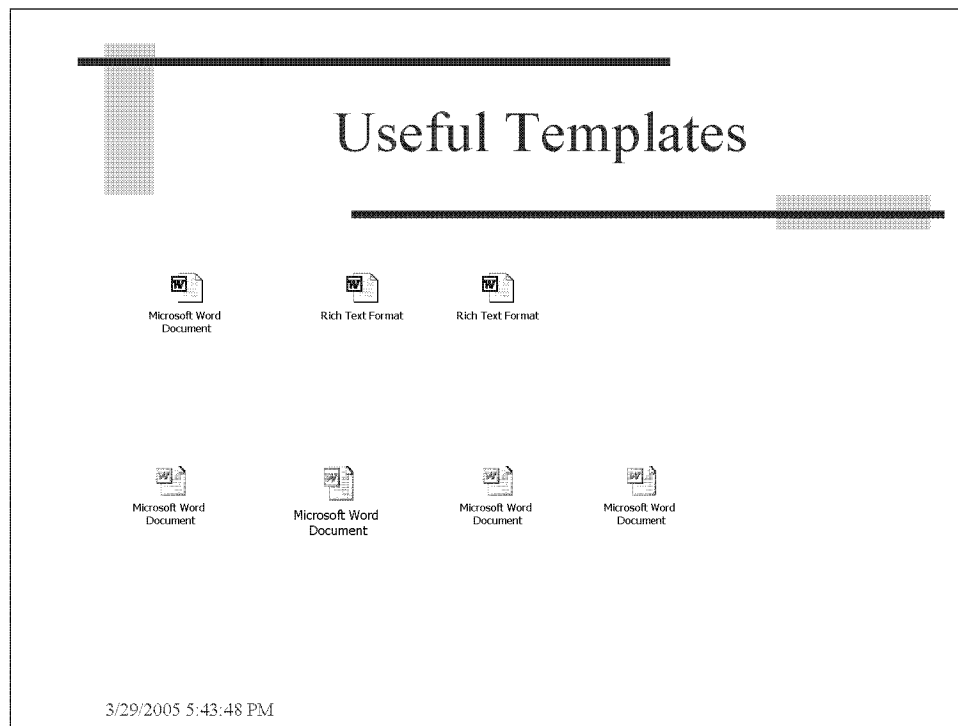 Useful Templates
Microsoft Word
Document
Rich Text Format
Rich Text Format
Microsoft Word
Document
Microsoft Word
Document
Microsoft Word
Document
Microsoft Word
Document
3/29/2005 5:43:48 PM